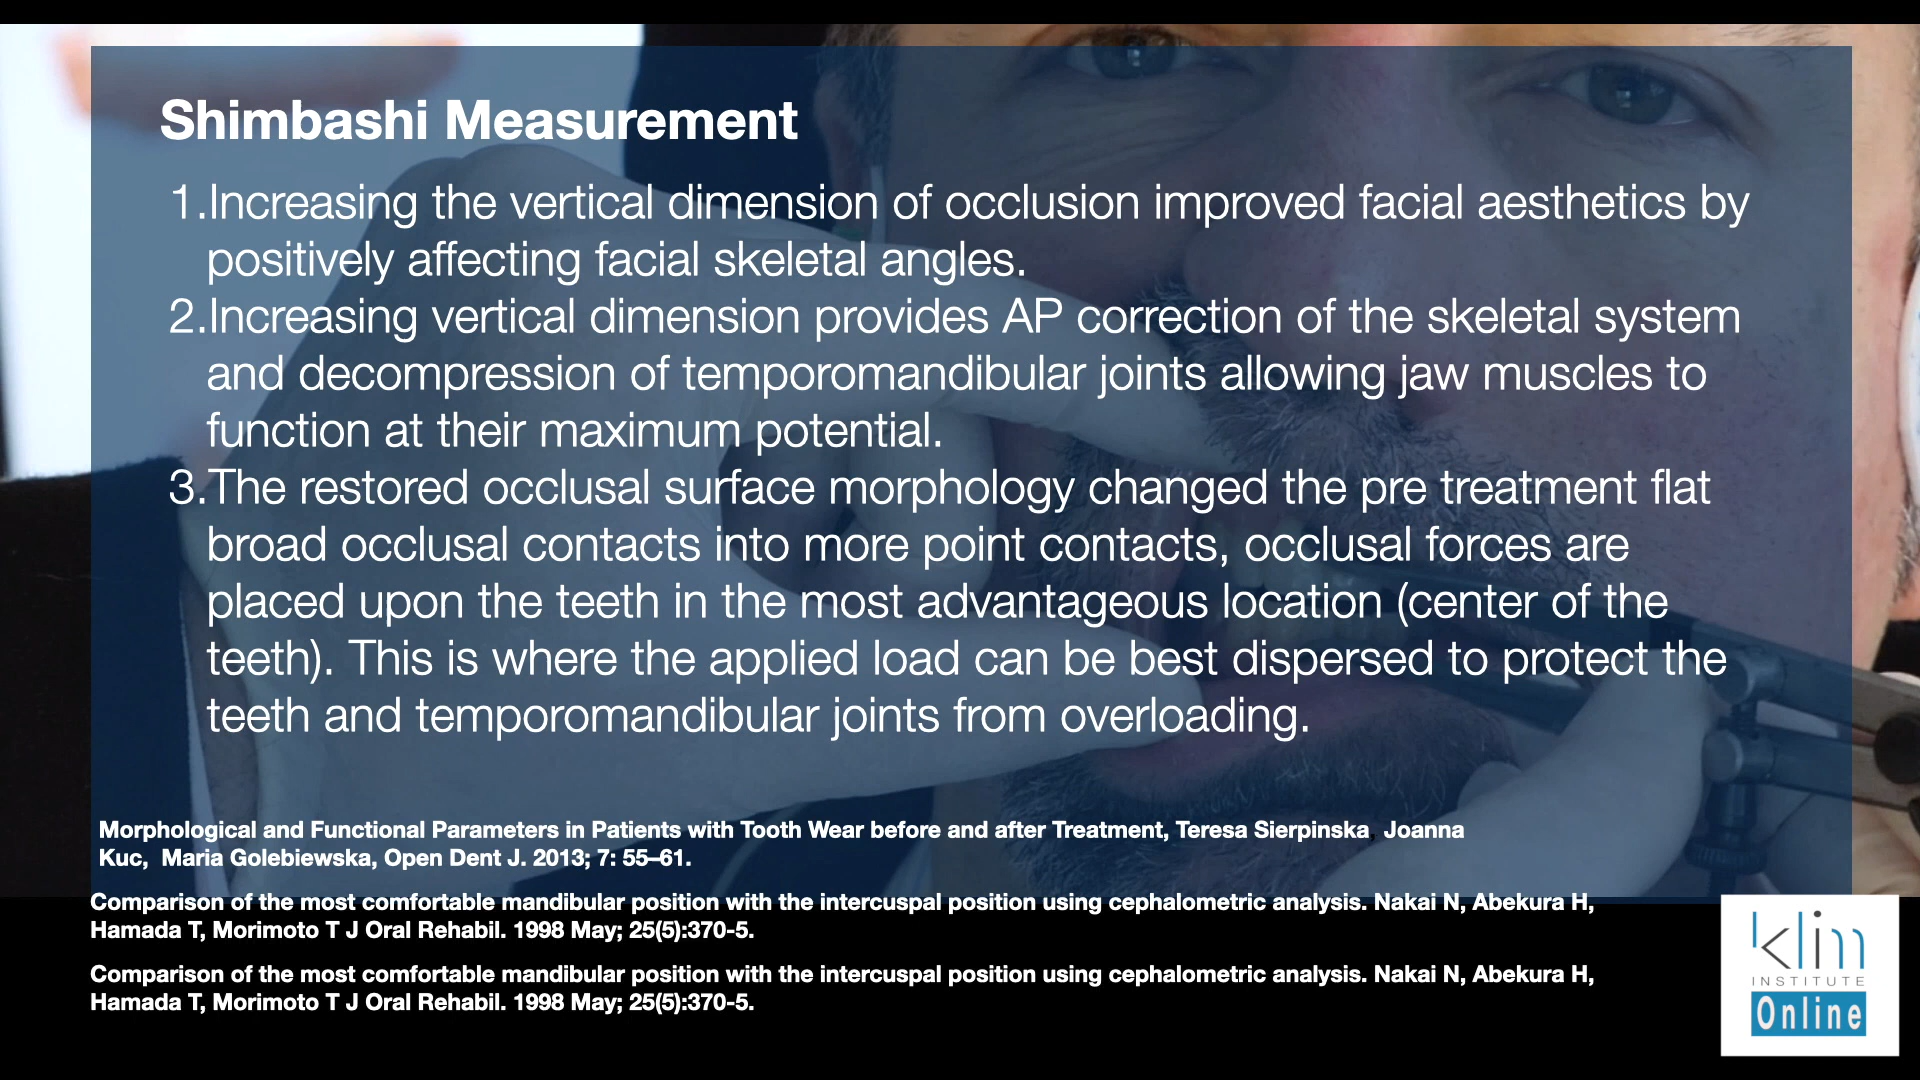 Shimbashi Measurement
1.Increasing the vertical dimension of occlusion improved facial aesthetics by
positively affecting facial skeletal angles.
2.Increasing vertical dimension provides AP correction of the skeletal system
and decompression of temporomandibular joints allowing jaw muscles to
function at their maximum potential.
3.The restored occlusal surface morphology changed the pre treatment flat
broad occlusal contacts into more point contacts, occlusal forces are
placed upon the teeth in the most advantageous location (center of the
teeth). This is where the applied load can be best dispersed to protect the
teeth and temporomandibular joints from overloading.
Morphological and Functional Parameters in Patients with Tooth Wear before and after Treatment, Teresa Sierpinska, Joanna
Kuc, Maria Golebiewska, Open Dent J. 2013; 7: 55–61.
Comparison of the most comfortable mandibular position with the intercuspal position using cephalometric analysis. Nakai N, Abekura H,
Hamada T, Morimoto T J Oral Rehabil. 1998 May; 25(5):370-5.
Comparison of the most comfortable mandibular position with the intercuspal position using cephalometric analysis. Nakai N, Abekura H,
Hamada T, Morimoto T J Oral Rehabil. 1998 May; 25(5):370-5.
klim
INSTITUTE
Online